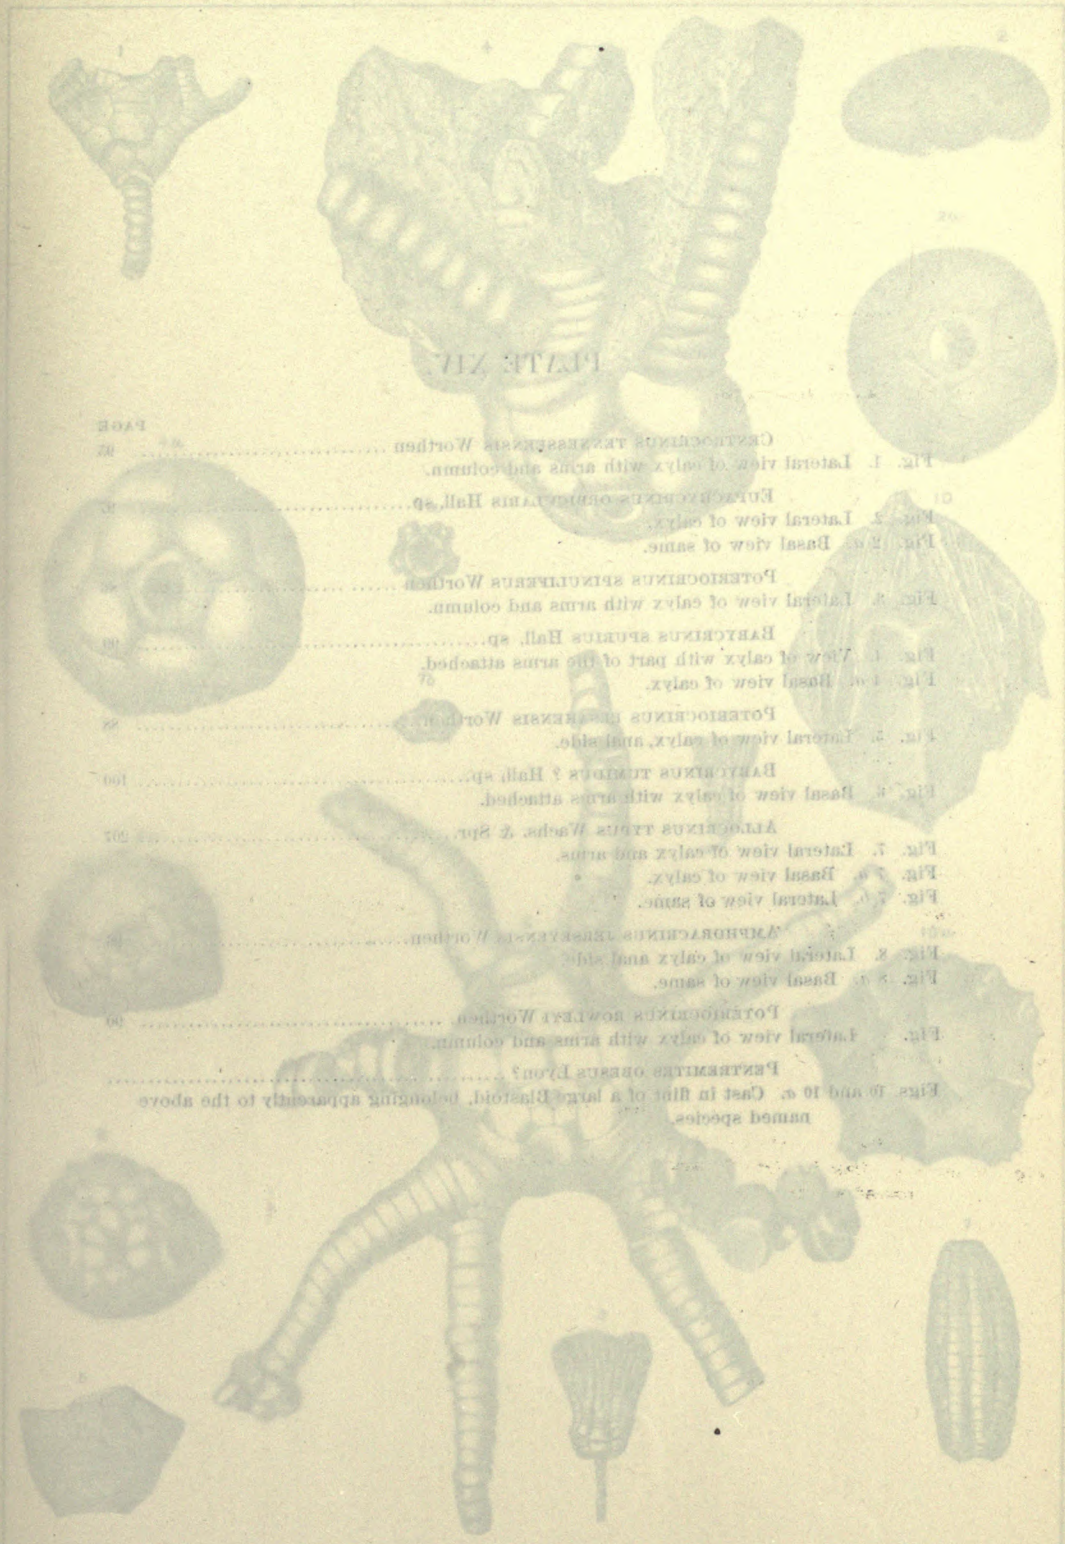 PLATE XIV.
PAGE
CENTROCRINUS TENNESSEENSIS Worthen
Fig. 1. Lateral view of calyx with arms and column.
EUPACHYCRINUS ORBICULARIS Hall, sp.
Fig. 2. Lateral view of calyx.
Fig. 2 a. Basal view of same.
POTERIOCRINUS SPINULIFERUS Worthen
Fig. 3. Lateral view of calyx with arms and column.
BARYCRINUS SPURIUS Hall, sp.
Fig. 4. View of calyx with part of the arms attached.
Fig. 4 a. Basal view of calyx.
POTERIOCRINUS Worthen 88
Fig. 5. Lateral view of calyx, anal side.
BARYCRINUS TUMIDUS ? Hall, sp. 100
Fig. 6. Basal view of calyx with arms attached.
ALLOCRINUS TYPUS Wachs. & Spr. 207
Fig. 7. Lateral view of calyx and arms.
Fig. 7 a. Basal view of calyx.
Fig. 7 b. Lateral view of same.
AMPHORACRINUS JERSEYENSIS Worthen
Fig. 8. Lateral view of calyx anal side.
Fig. 8 a. Basal view of same.
POTERIOCRINUS ROWLEYI Worthen 90
Fig. Lateral view of calyx with arms and column.
PENTREMITES OBESUS Lyon?
Figs. 10 and 10 a. Cast in flint of a large Blastoid, belonging apparently to the above
named species.